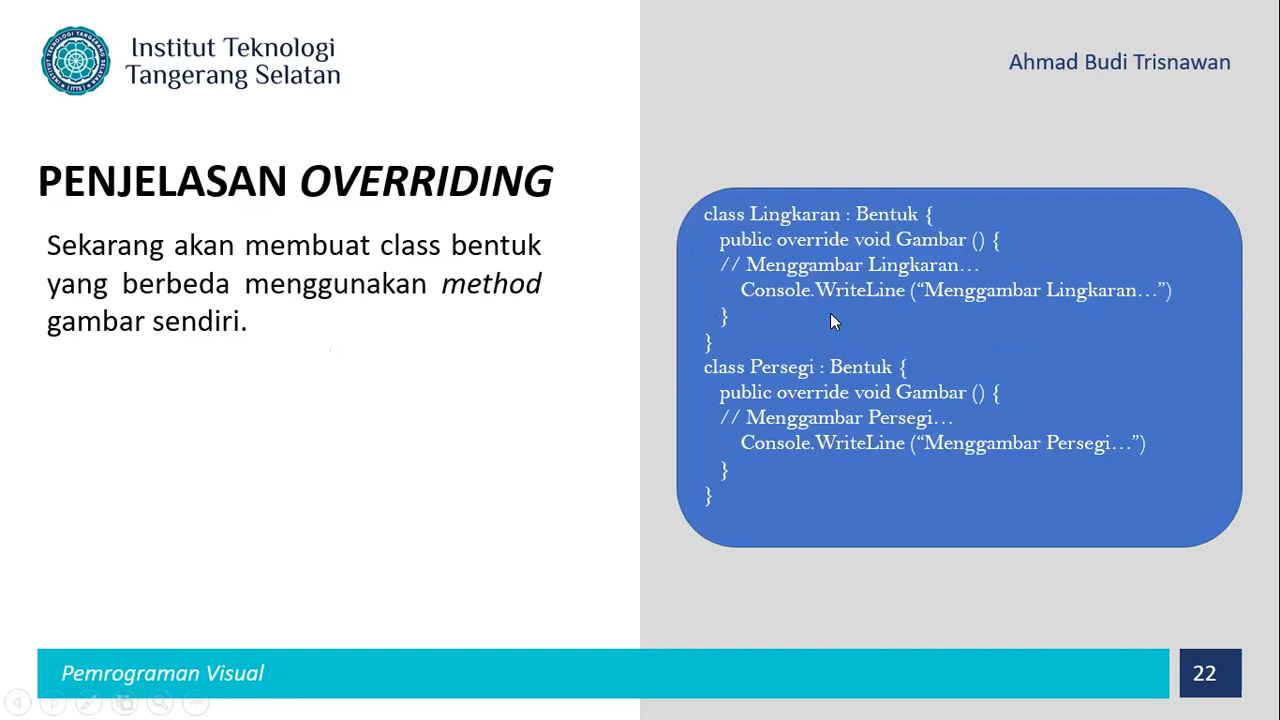 Institut Teknologi
Tangerang Selatan
Ahmad Budi Trisnawan
PENJELASAN OVERRIDING
Sekarang akan membuat class bentuk
yang berbeda menggunakan method
gambar sendiri.
class Lingkaran : Bentuk {
public override void Gambar () {
// Menggambar Lingkaran…
Console.WriteLine (“Menggambar Lingkaran…”)
}
}
class Persegi : Bentuk {
public override void Gambar () {
// Menggambar Persegi…
Console.WriteLine (“Menggambar Persegi…”)
}
}
Pemrograman Visual
22